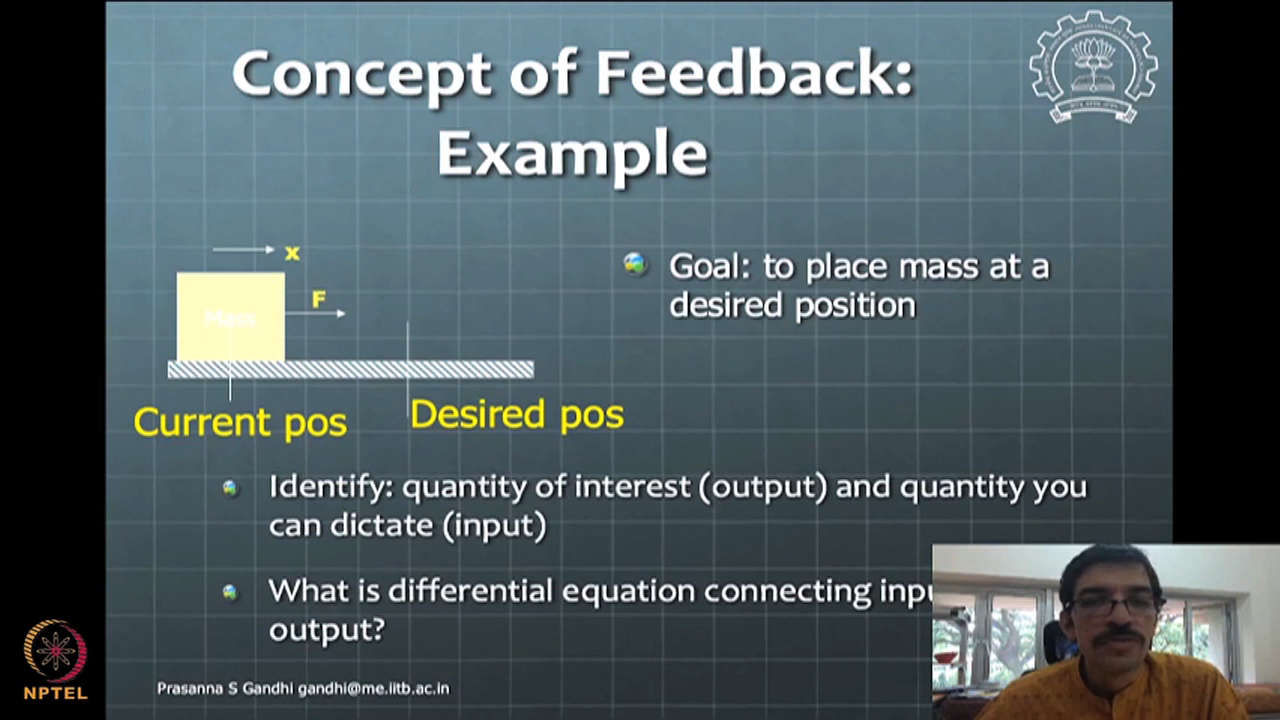 Concept of Feedback:
Example
x
F
Mass
Goal: to place mass at a
desired position
Current pos
Desired pos
Identify: quantity of interest (output) and quantity you
can dictate (input)
What is differential equation connecting inpu
output?
Prasanna S Gandhi gandhi@me.iitb.ac.in
NPTEL